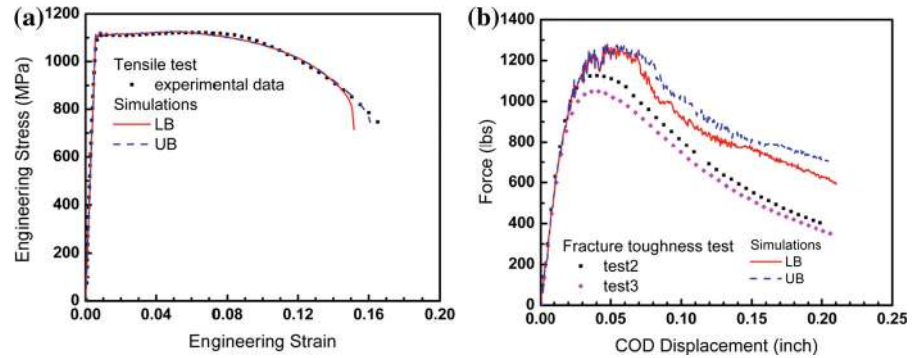 (a)
1200
1000
800
600
400
200
0
0.00 0.04 0.08 0.12 0.16 0.20
Engineering Stress (MPa)
Engineering Strain
Tensile test
experimental data
Simulations
LB
UB
(b)
1400
1200
1000
800
600
400
200
0
0.00 0.05 0.10 0.15 0.20 0.25
Force (lbs)
COD Displacement (inch)
Fracture toughness test
test2
test3
Simulations
LB
UB